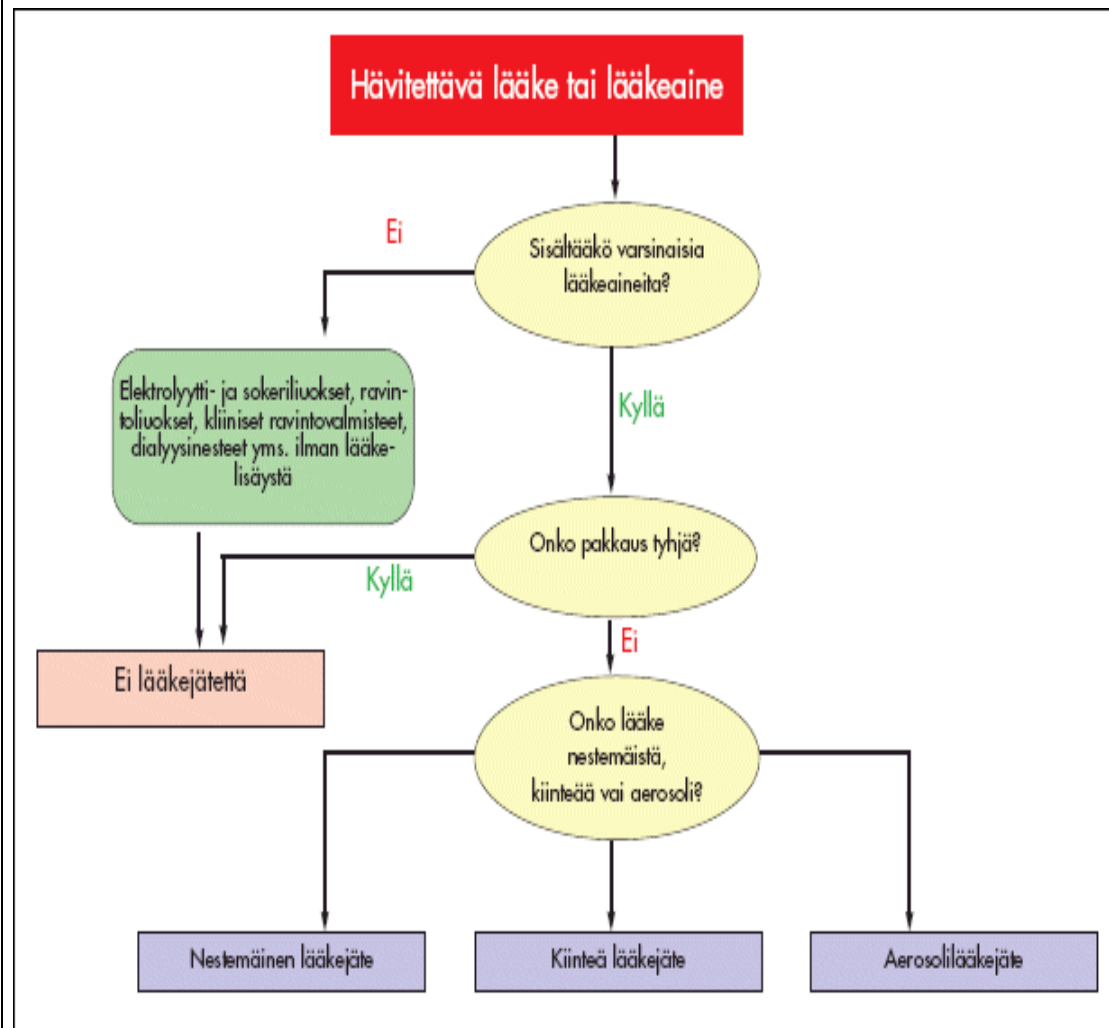 Hävitettävä lääke tai lääkeaine
Ei
Sisältääkö varsinaisia
lääkeaineita?
Elektrolyytti- ja sokeriliuokset, ravin-
toliuokset, kliiniset ravintovalmisteet,
dialyysinesteet yms. ilman lääke-
lisäystä
Kyllä
Onko pakkaus tyhjä?
Kyllä
Ei
Ei lääkejätettä
Onko lääke
nestemäistä,
kiinteää vai aerosoli?
Nestemäinen lääkejäte
Kiinteä lääkejäte
Aerosolilääkejäte